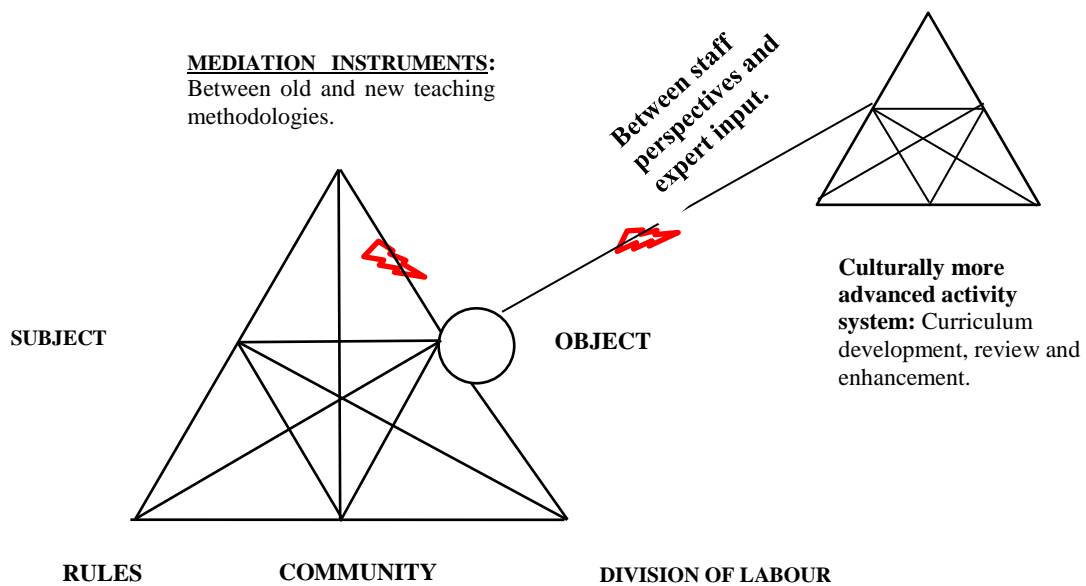 MEDIATION INSTRUMENTS:
Between old and new teaching
methodologies.
Between staff
perspectives and
expert input.
Culturally more
advanced activity
system: Curriculum
development, review and
enhancement.
SUBJECT
OBJECT
RULES
COMMUNITY
DIVISION OF LABOUR